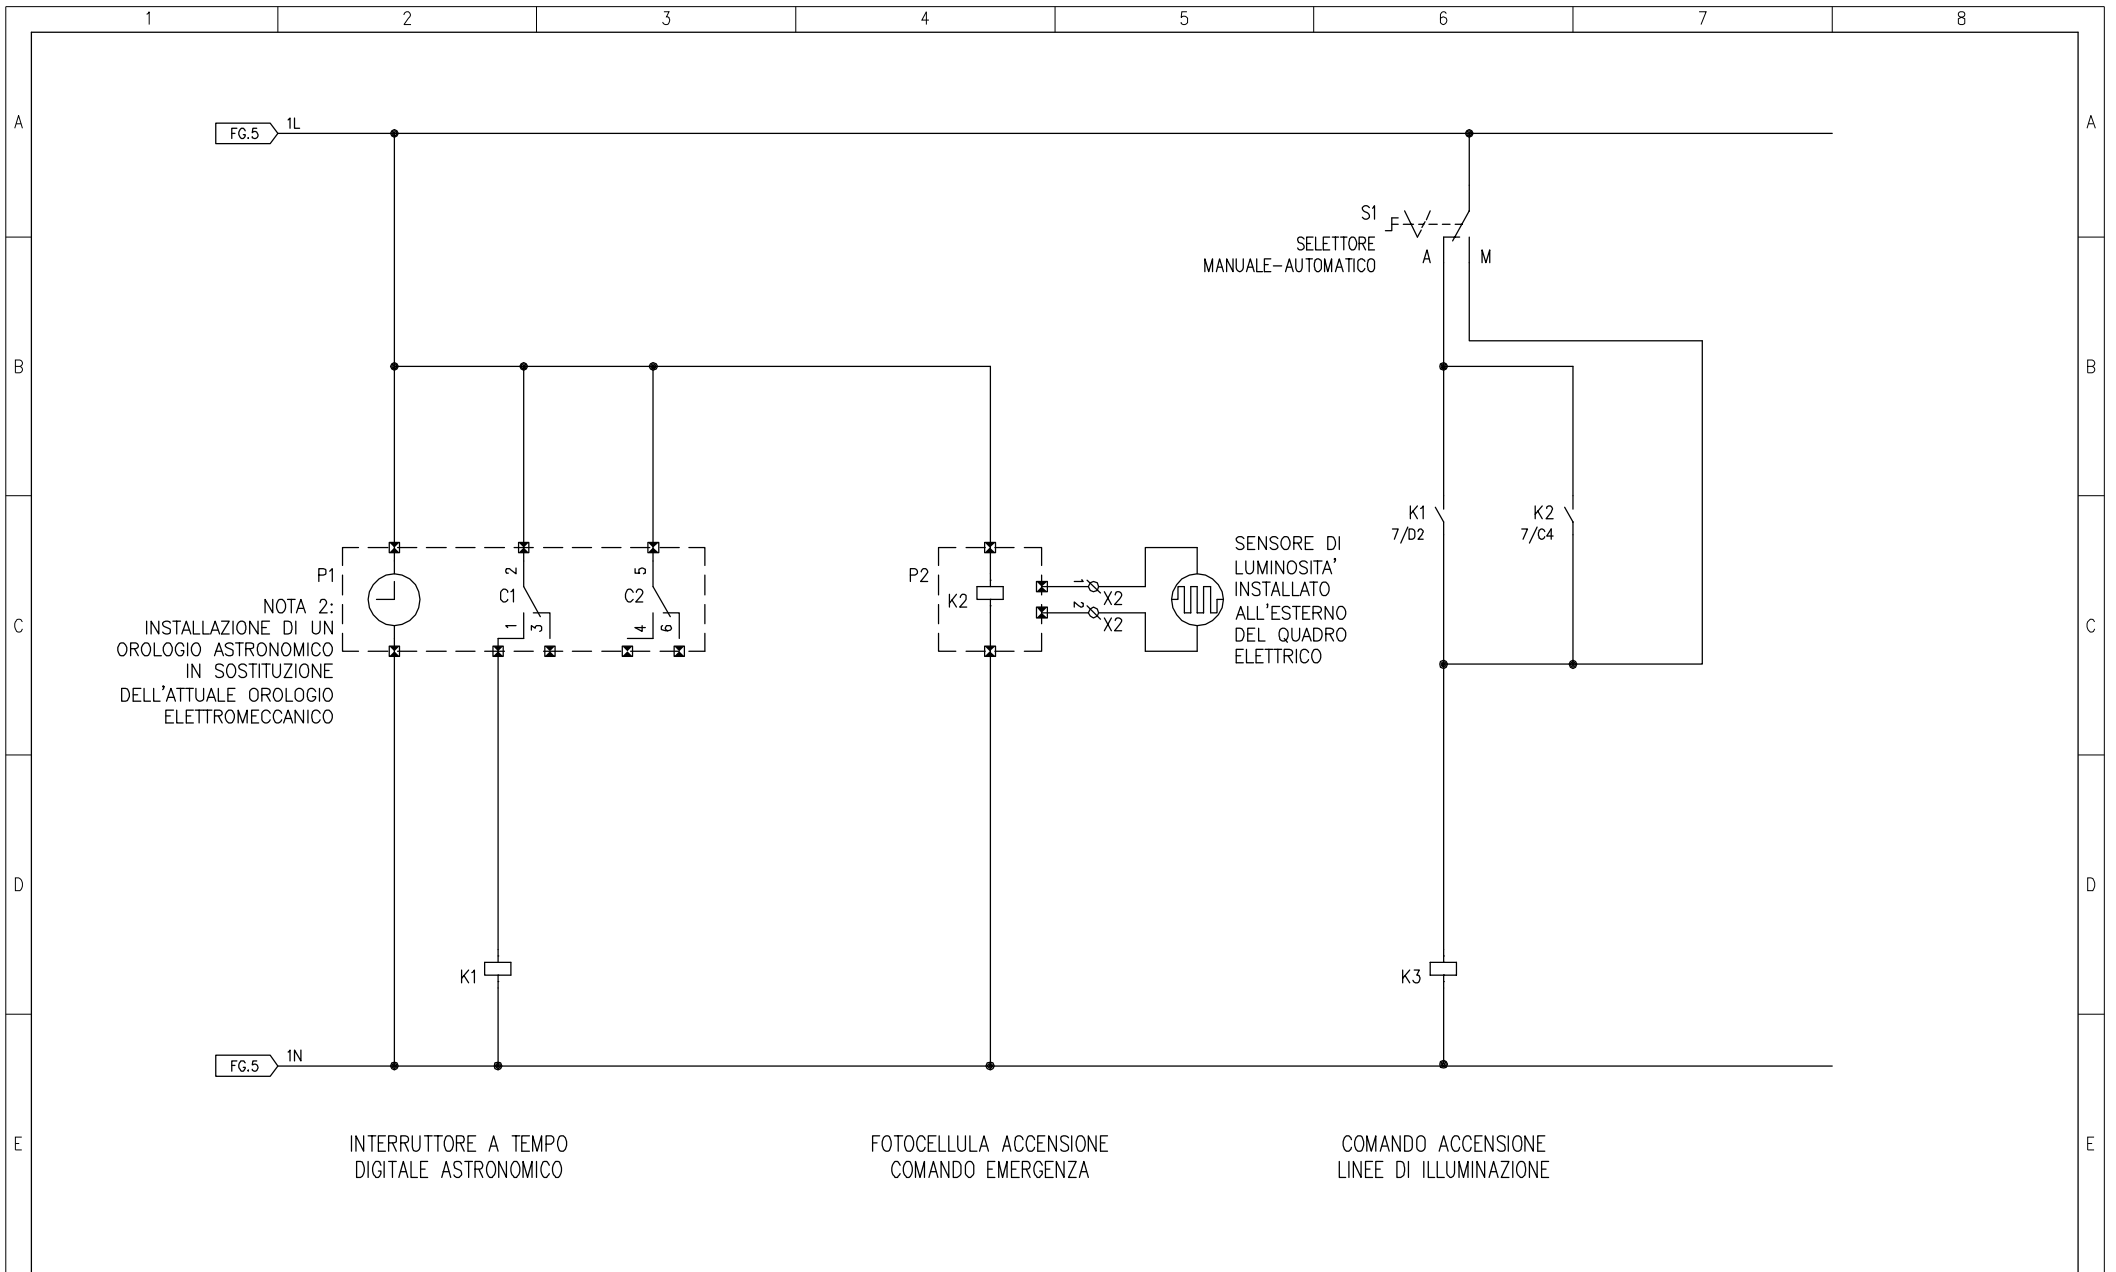 1 2 3 4 5 6 7 8
A A
FG.5 1L
S1
SELETTORE
MANUALE-AUTOMATICO
A M
B B
K1
7/D2
K2
7/C4
P1
NOTA 2:
INSTALLAZIONE DI UN
OROLOGIO ASTRONOMICO
IN SOSTITUZIONE
DELL'ATTUALE OROLOGIO
ELETTROMECCANICO
2
C1
1 3
5
C2
4 6
P2
K2
1
X2
2
X2
SENSORE DI
LUMINOSITA'
INSTALLATO
ALL'ESTERNO
DEL QUADRO
ELETTRICO
C C
D D
K1
K3
FG.5 1N
E E
INTERRUTTORE A TEMPO
DIGITALE ASTRONOMICO
FOTOCELLULA ACCENSIONE
COMANDO EMERGENZA
COMANDO ACCENSIONE
LINEE DI ILLUMINAZIONE